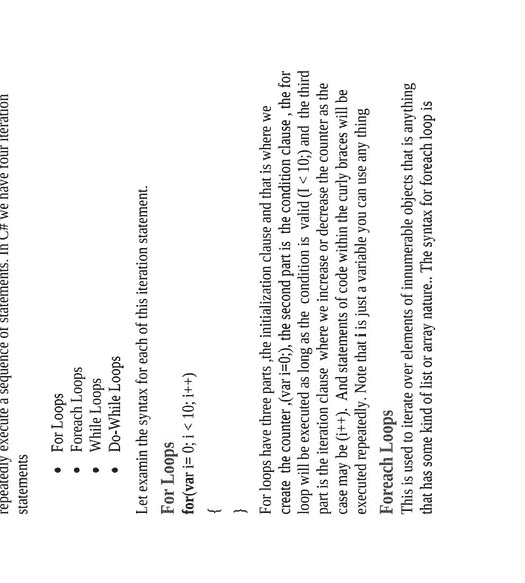 repeatedly execute a sequence of statements. In C# we have four iteration
statements
• For Loops
• Foreach Loops
• While Loops
• Do-While Loops
Let examin the syntax for each of this iteration statement.
For Loops
for(var i= 0; i < 10; i++)
{
}
For loops have three parts ,the initialization clause and that is where we
create the counter ,(var i=0;), the second part is the condition clause , the for
loop will be executed as long as the condition is valid (I < 10;) and the third
part is the iteration clause where we increase or decrease the counter as the
case may be (i++). And statements of code within the curly braces will be
executed repeatedly. Note that i is just a variable you can use any thing
Foreach Loops
This is used to iterate over elements of innumerable objects that is anything
that has some kind of list or array nature.. The syntax for foreach loop is